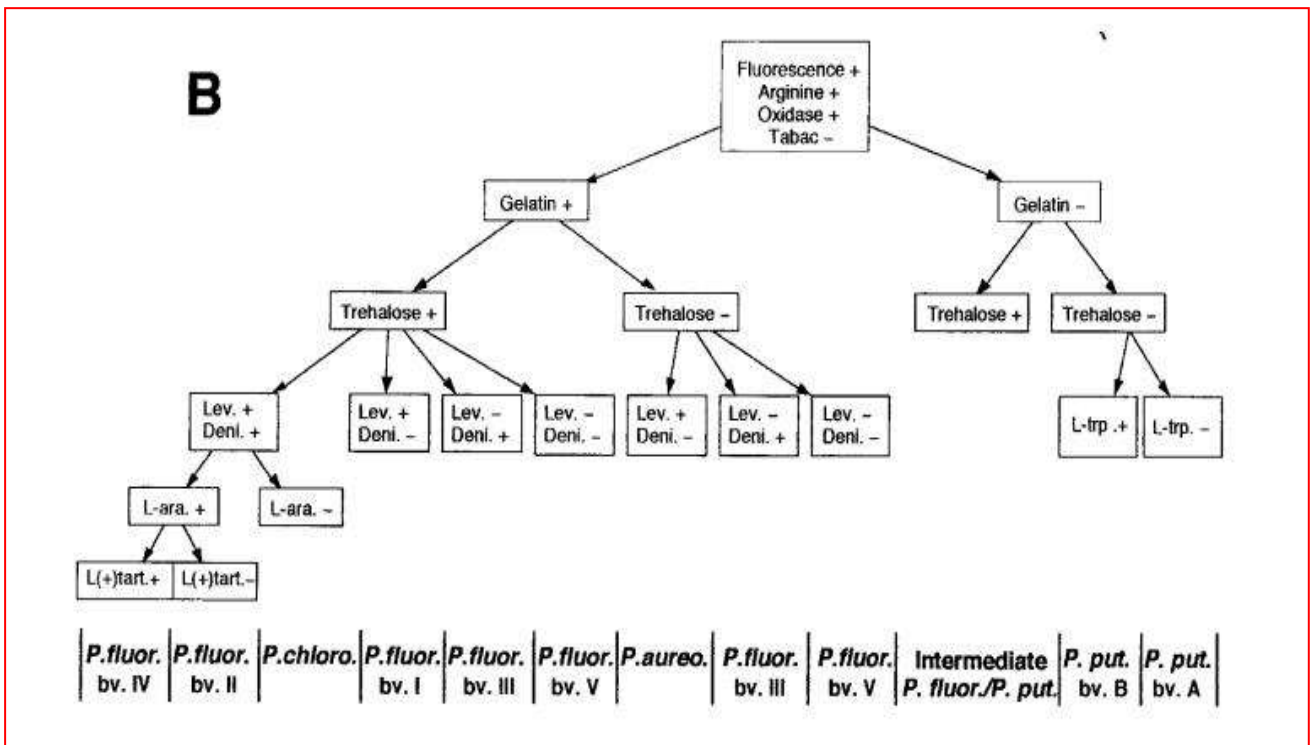 B
Fluorescence +
Arginine +
Oxidase +
Tabac –
Gelatin +
Gelatin –
Trehalose +
Trehalose –
Trehalose +
Trehalose –
Lev. +
Deni. +
Lev. +
Deni. –
Lev. –
Deni. +
Lev. –
Deni. –
Lev. +
Deni. –
Lev. –
Deni. +
Lev. –
Deni. –
L-trp .+
L-trp. –
L-ara. +
L-ara. –
L(+)tart.+
L(+)tart.–
P.fluor.
bv. IV
P.fluor.
bv. II
P.chloro.
P.fluor.
bv. I
P.fluor.
bv. III
P.fluor.
bv. V
P.aureo.
P.fluor.
bv. III
P.fluor.
bv. V
Intermediate
P. fluor./P. put.
P. put.
bv. B
P. put.
bv. A